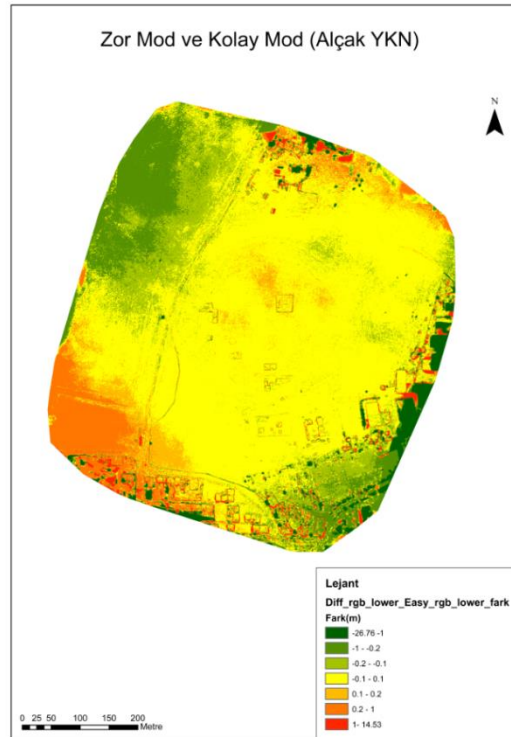 Zor Mod ve Kolay Mod (Alçak YKN)
N
Lejant
Diff_rgb_lower_Easy_rgb_lower_fark
Fark(m)
-26.76 -1
-1 - -0.2
-0.2 - -0.1
-0.1 - 0.1
0.1 - 0.2
0.2 - 1
1- 14.53
0 25 50 100 150 200
Metre